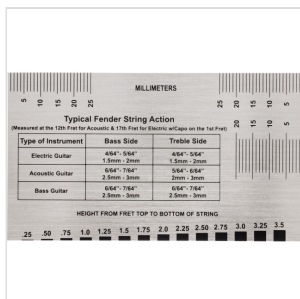 MILLIMETERS
5 10 15 20 25
25 20 15 10 5
Typical Fender String Action
(Measured at the 12th Fret for Acoustic & 17th Fret for Electric w/Capo on the 1st Fret)
20 15 10 5
Type of Instrument Bass Side Treble Side
Electric Guitar
4/64"- 5/64" 4/64"- 5/64"
1.5mm - 2mm 1.5mm - 2mm
Acoustic Guitar
6/64"- 7/64" 5/64"- 6/64"
2.5mm - 3mm 2mm - 3mm
Bass Guitar
6/64"- 7/64" 6/64"- 7/64"
2.5mm - 3mm 2.5mm - 3mm
HEIGHT FROM FRET TOP TO BOTTOM OF STRING
.25 .50 .75 1.0 1.25 1.5 1.75 2.0 2.25 2.50 2.75 3.0 3.25 3.5